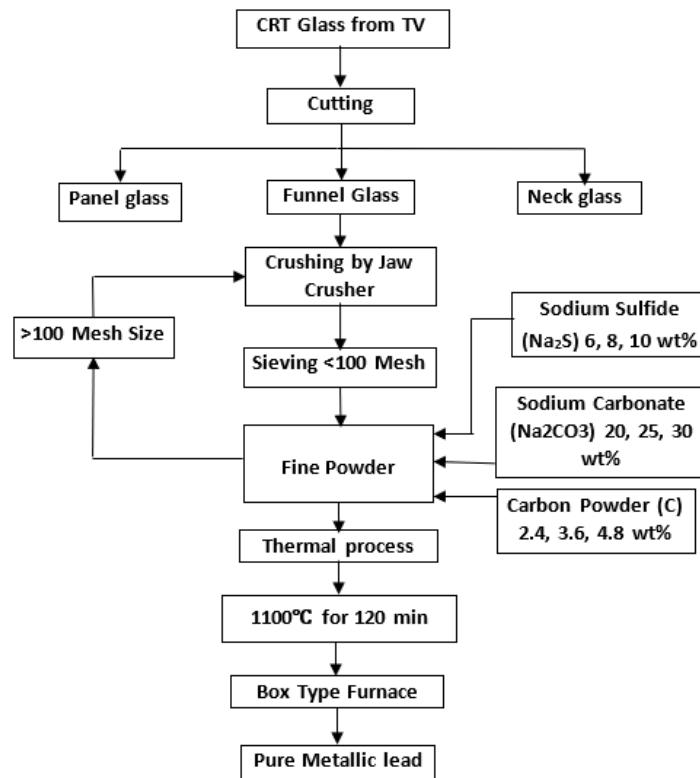 CRT Glass from TV
Cutting
Panel glass
Funnel Glass
Neck glass
Crushing by Jaw
Crusher
>100 Mesh Size
Sieving <100 Mesh
Sodium Sulfide
(Na₂S) 6, 8, 10 wt%
Sodium Carbonate
(Na2CO3) 20, 25, 30
wt%
Fine Powder
Carbon Powder (C)
2.4, 3.6, 4.8 wt%
Thermal process
1100℃ for 120 min
Box Type Furnace
Pure Metallic lead